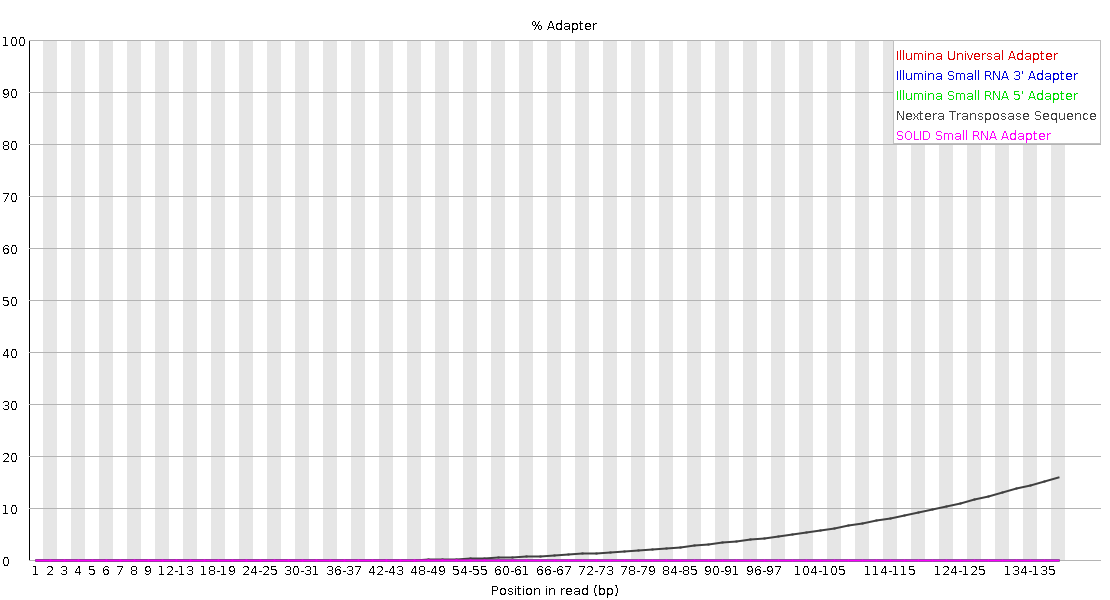 % Adapter
100
90
80
70
60
50
40
30
20
10
0
Illumina Universal Adapter
Illumina Small RNA 3' Adapter
Illumina Small RNA 5' Adapter
Nextera Transposase Sequence
SOLID Small RNA Adapter
1 2 3 4 5 6 7 8 9 12-13 18-19 24-25 30-31 36-37 42-43 48-49 54-55 60-61 66-67 72-73 78-79 84-85 90-91 96-97 104-105 114-115 124-125 134-135
Position in read (bp)